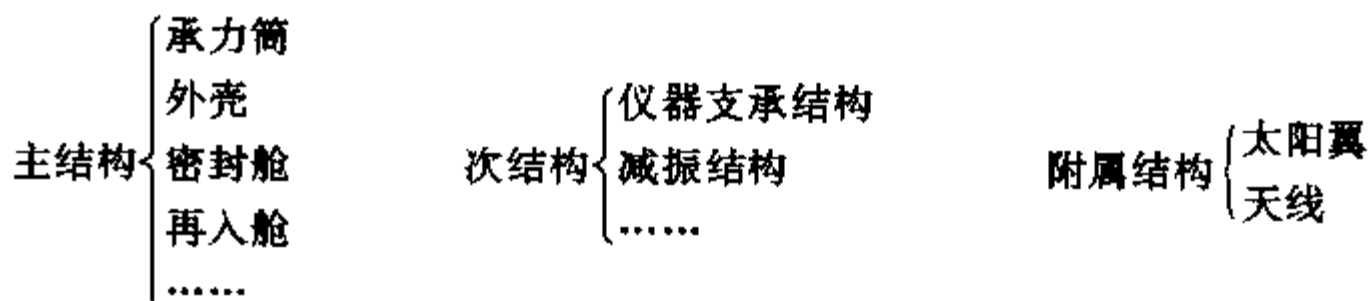 主结构
承力筒
外壳
密封舱
再入舱
……
次结构
仪器支承结构
减振结构
……
附属结构
太阳翼
天线